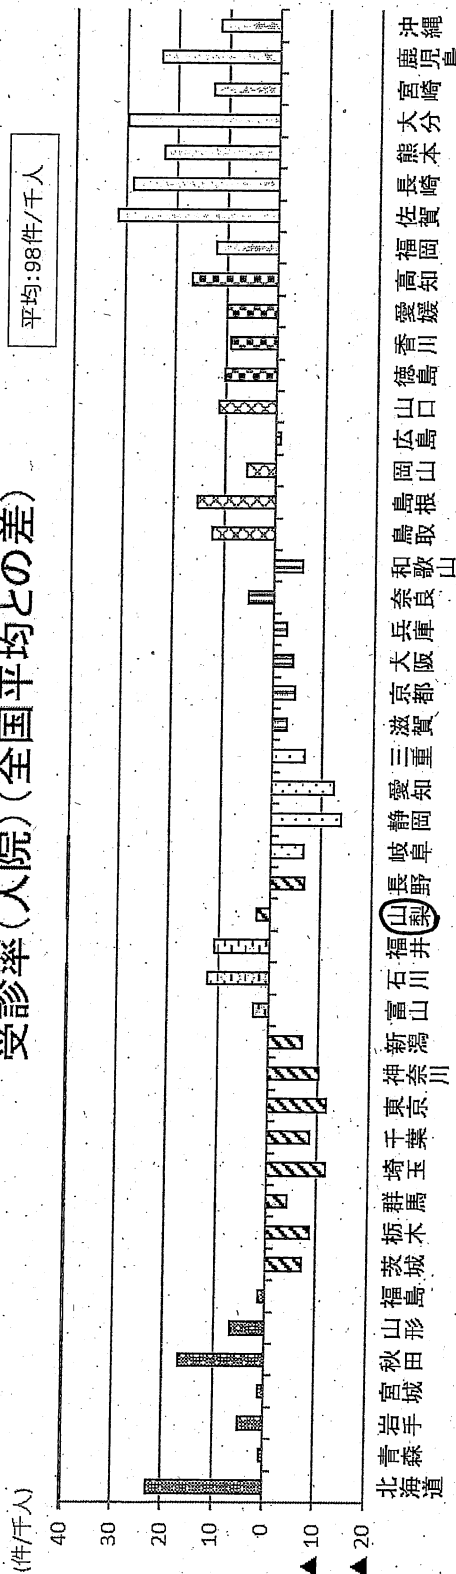 受診率(入院)(全国平均との差)
平均:98件/千人
(件/千人)
40
30
20
10
0
▲ 10
▲ 20
北海道
青森
岩手
宮城
秋田
山形
福島
茨城
栃木
群馬
埼玉
千葉
東京
神奈川
新潟
富山
石川
福井
山梨
長野
岐阜
静岡
愛知
三重
滋賀
京都
大阪
兵庫
奈良
和歌山
鳥取
島根
岡山
広島
山口
徳島
香川
愛媛
高知
福岡
佐賀
長崎
熊本
大分
宮崎
鹿児島
沖縄